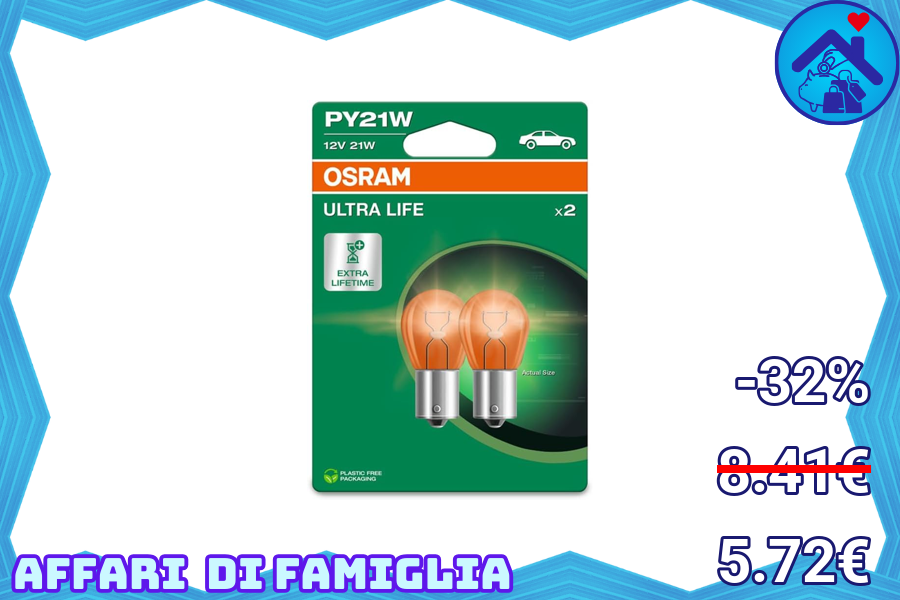 PY21W
12V 21W
OSRAM
ULTRA LIFE
x2
EXTRA
LIFETIME
Actual Size
PLASTIC FREE
PACKAGING
-32%
8.41€
5.72€
AFFARI DI FAMIGLIA